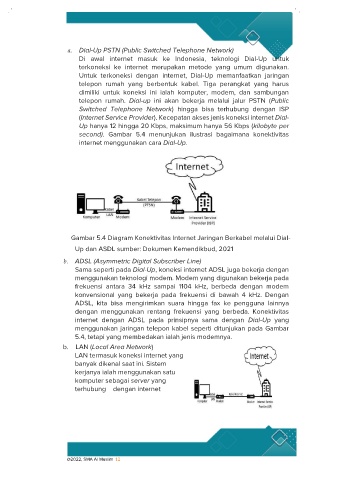 a. Dial-Up PSTN (Public Switched Telephone Network)
Di awal internet masuk ke Indonesia, teknologi Dial-Up untuk
terkoneksi ke internet merupakan metode yang umum digunakan.
Untuk terkoneksi dengan internet, Dial-Up memanfaatkan jaringan
telepon rumah yang berbentuk kabel. Tiga perangkat yang harus
dimiliki untuk koneksi ini ialah komputer, modem, dan sambungan
telepon rumah. Dial-up ini akan bekerja melalui jalur PSTN (Public
Switched Telephone Network) hingga bisa terhubung dengan ISP
(Internet Service Provider). Kecepatan akses jenis koneksi internet Dial-
Up hanya 12 hingga 20 Kbps, maksimum hanya 56 Kbps (kilobyte per
second). Gambar 5.4 menunjukan ilustrasi bagaimana konektivitas
internet menggunakan cara Dial-Up.
Internet
Kabel Telepon
(PSTN)
Kabel
LAN
Komputer Modem Modem Internet Service
Provider (ISP)
Gambar 5.4 Diagram Konektivitas Internet Jaringan Berkabel melalui Dial-
Up dan ASDL sumber: Dokumen Kemendikbud, 2021
b. ADSL (Asymmetric Digital Subscriber Line)
Sama seperti pada Dial-Up, koneksi internet ADSL juga bekerja dengan
menggunakan teknologi modem. Modem yang digunakan bekerja pada
frekuensi antara 34 kHz sampai 1104 kHz, berbeda dengan modem
konvensional yang bekerja pada frekuensi di bawah 4 kHz. Dengan
ADSL, kita bisa mengirimkan suara hingga fax ke pengguna lainnya
dengan menggunakan rentang frekuensi yang berbeda. Konektivitas
internet dengan ADSL pada prinsipnya sama dengan Dial-Up yang
menggunakan jaringan telepon kabel seperti ditunjukan pada Gambar
5.4, tetapi yang membedakan ialah jenis modemnya.
b. LAN (Local Area Network)
LAN termasuk koneksi internet yang
banyak dikenal saat ini. Sistem
kerjanya ialah menggunakan satu
komputer sebagai server yang
terhubung dengan internet
Internet
©2022, SMA Al Masoem 12